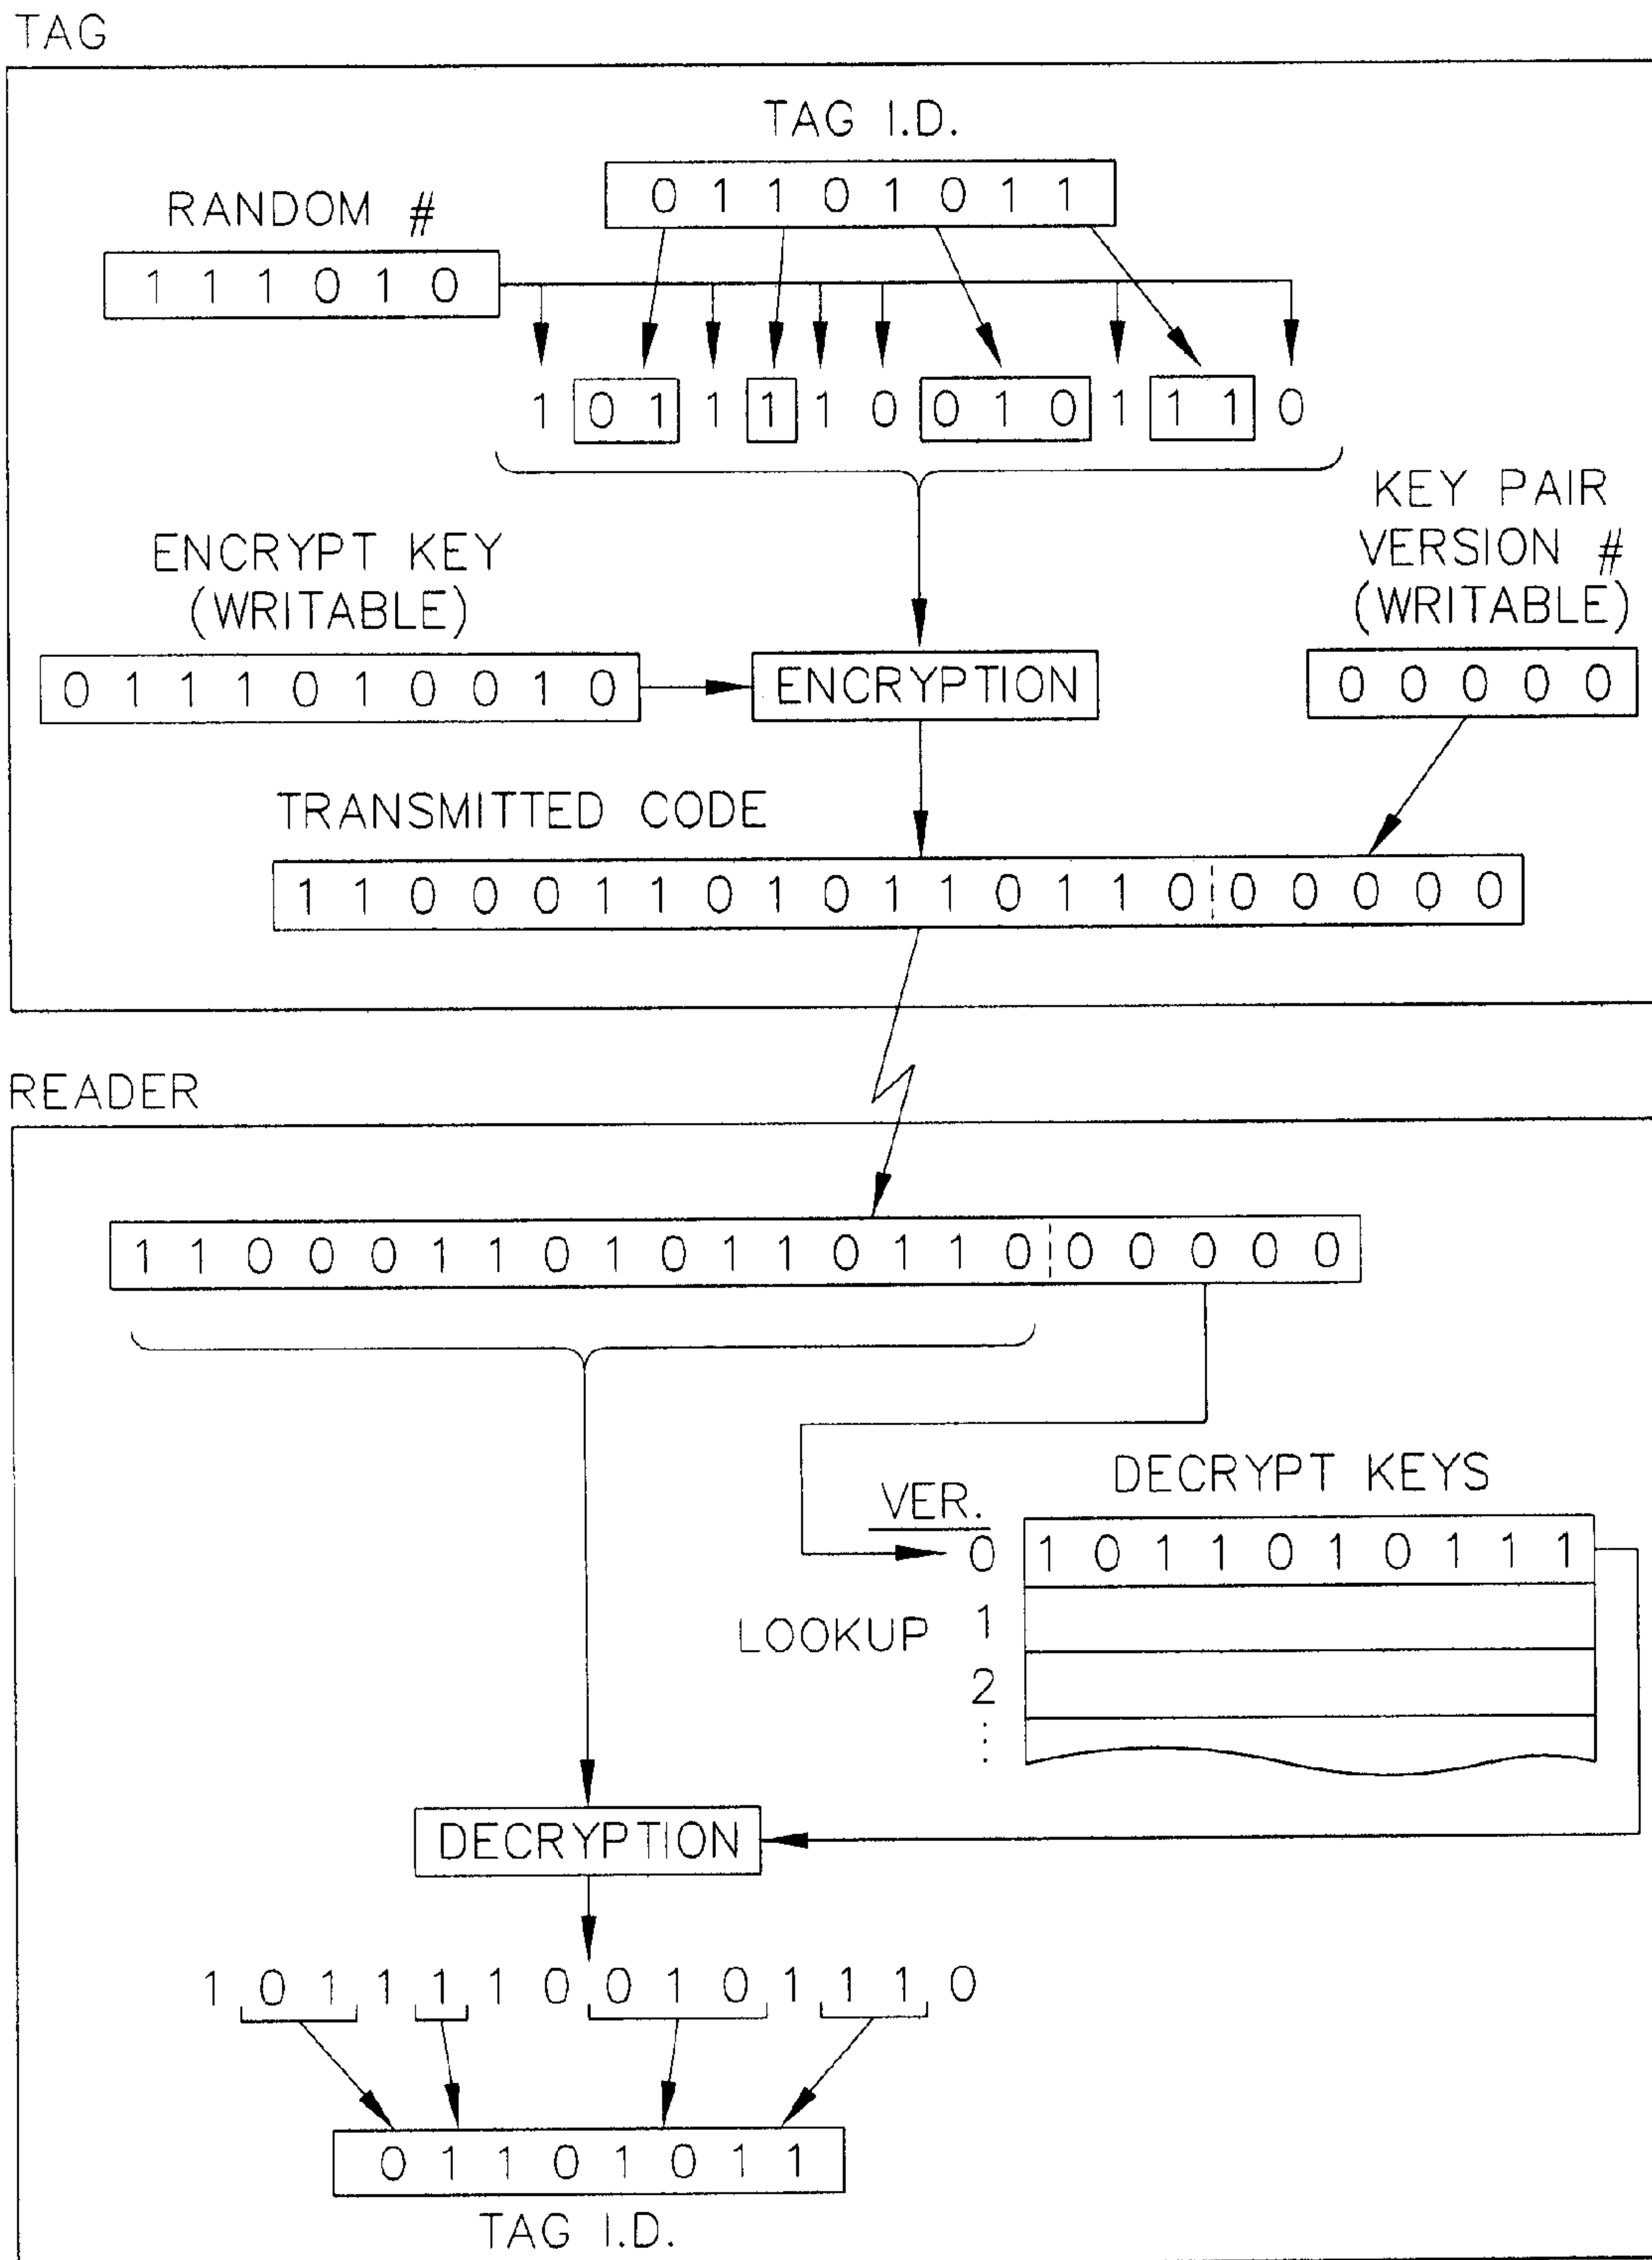 TAG
TAG I.D.
0 1 1 0 1 0 1 1
RANDOM #
1 1 1 0 1 0
1 0 1 1 1 1 0 0 1 0 1 1 1 0
KEY PAIR
VERSION #
(WRITABLE)
ENCRYPT KEY
(WRITABLE)
0 1 1 1 0 1 0 0 1 0
ENCRYPTION
0 0 0 0 0
TRANSMITTED CODE
1 1 0 0 0 1 1 0 1 0 1 1 0 1 1 0 0 0 0 0 0
READER
1 1 0 0 0 1 1 0 1 0 1 1 0 1 1 0 0 0 0 0 0
DECRYPT KEYS
VER.
0 1 0 1 1 0 1 0 1 1 1
LOOKUP 1
2
⋮
DECRYPTION
1 0 1 1 1 1 0 0 1 0 1 1 1 0
0 1 1 0 1 0 1 1
TAG I.D.